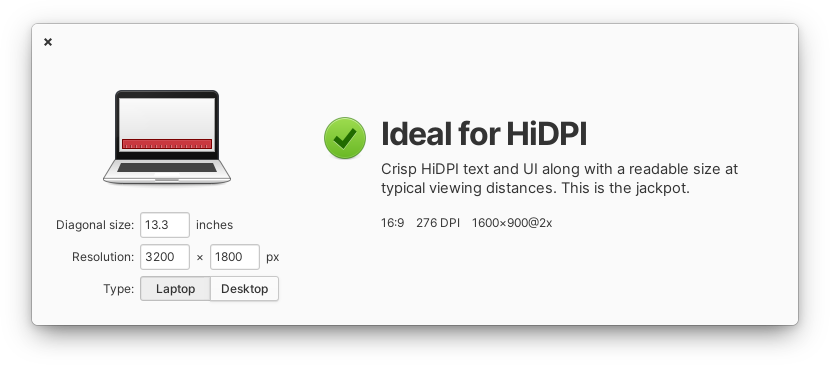 Ideal for HiDPI
Crisp HiDPI text and UI along with a readable size at
typical viewing distances. This is the jackpot.
16:9 276 DPI 1600×900@2x
Diagonal size: 13.3 inches
Resolution: 3200 × 1800 px
Type: Laptop Desktop